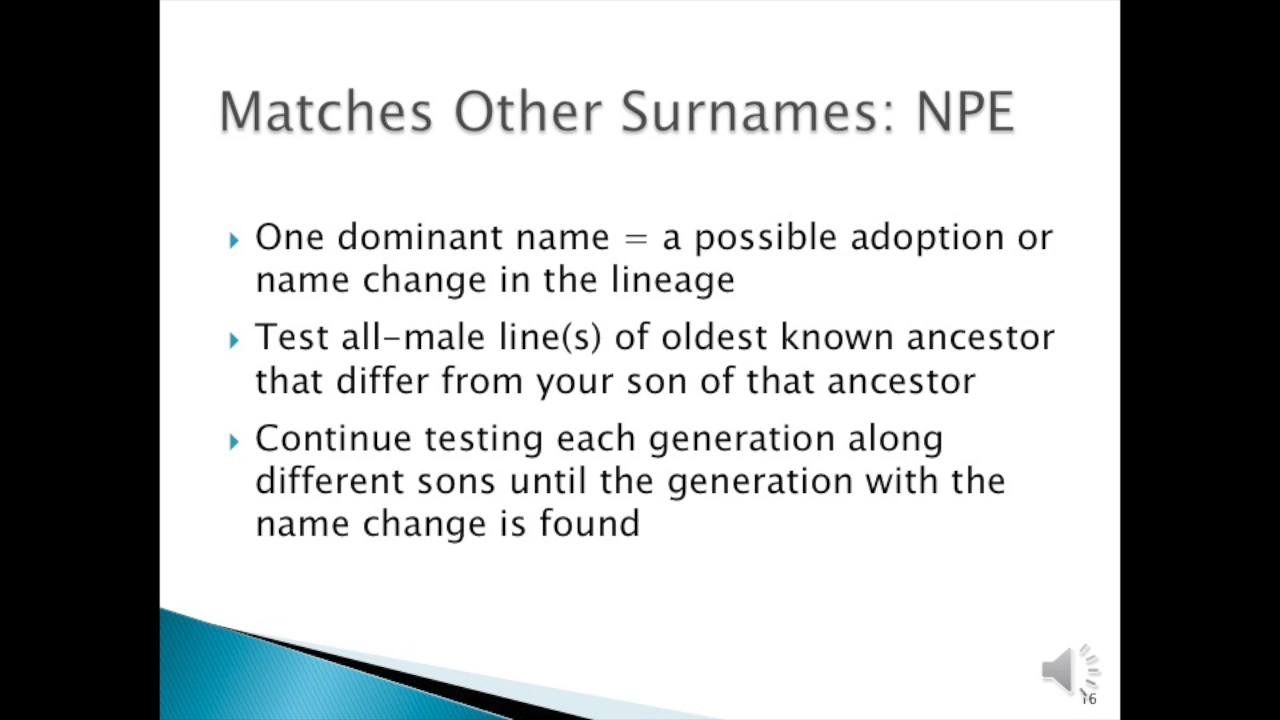 Matches Other Surnames: NPE
One dominant name = a possible adoption or
name change in the lineage
Test all-male line(s) of oldest known ancestor
that differ from your son of that ancestor
Continue testing each generation along
different sons until the generation with the
name change is found
16